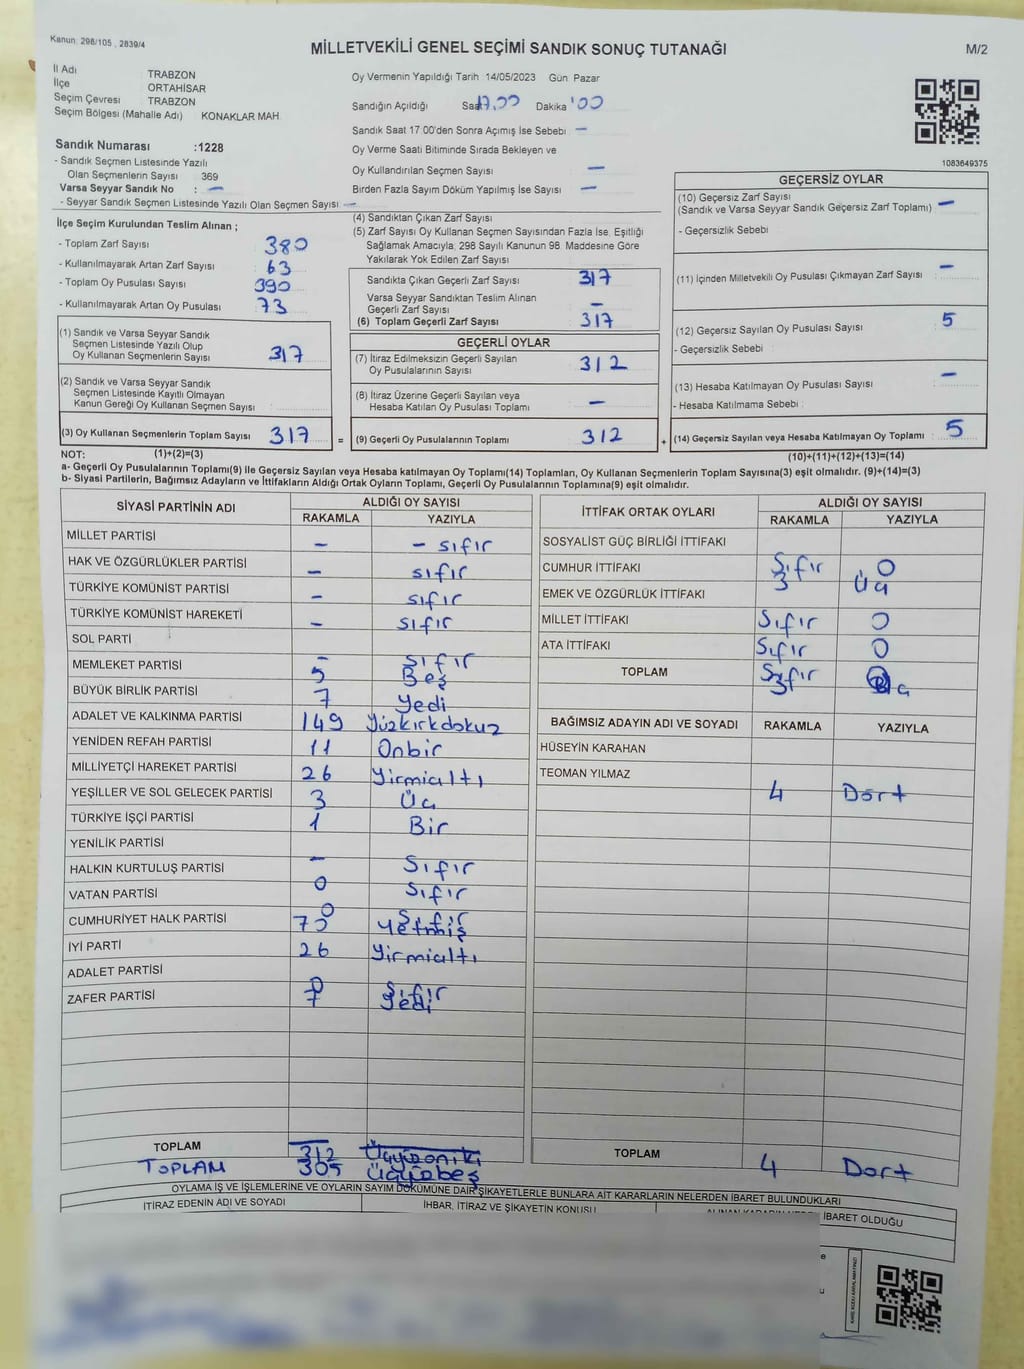 Kanun: 298/105 , 2839/4
MİLLETVEKİLİ GENEL SEÇİMİ SANDIK SONUÇ TUTANAĞI
M/2
İl Adı TRABZON
İlçe ORTAHİSAR
Seçim Çevresi TRABZON
Seçim Bölgesi (Mahalle Adı) KONAKLAR MAH.
Sandık Numarası :1228
- Sandık Seçmen Listesinde Yazılı
Olan Seçmenlerin Sayısı 369
Varsa Seyyar Sandık No : –
- Seyyar Sandık Seçmen Listesinde Yazılı Olan Seçmen Sayısı: –
Oy Vermenin Yapıldığı Tarih 14/05/2023 Gün: Pazar
Sandığın Açıldığı Saat 17.00 Dakika '00
Sandık Saat 17.00'den Sonra Açımış İse Sebebi: –
Oy Verme Saati Bitiminde Sırada Bekleyen ve
Oy Kullandırılan Seçmen Sayısı –
Birden Fazla Sayım Döküm Yapılmış İse Sayısı –
1083649375
İlçe Seçim Kurulundan Teslim Alınan ;
- Toplam Zarf Sayısı 380
- Kullanılmayarak Artan Zarf Sayısı 63
- Toplam Oy Pusulası Sayısı 390
- Kullanılmayarak Artan Oy Pusulası 73
(4) Sandıktan Çıkan Zarf Sayısı
(5) Zarf Sayısı Oy Kullanan Seçmen Sayısından Fazla İse, Eşitliği
Sağlamak Amacıyla; 298 Sayılı Kanunun 98. Maddesine Göre
Yakılarak Yok Edilen Zarf Sayısı
Sandıkta Çıkan Geçerli Zarf Sayısı 317
Varsa Seyyar Sandıktan Teslim Alınan
Geçerli Zarf Sayısı –
(6) Toplam Geçerli Zarf Sayısı 317
GEÇERSİZ OYLAR
(10) Geçersiz Zarf Sayısı
(Sandık ve Varsa Seyyar Sandık Geçersiz Zarf Toplamı) –
- Geçersizlik Sebebi
(11) İçinden Milletvekili Oy Pusulası Çıkmayan Zarf Sayısı –
(12) Geçersiz Sayılan Oy Pusulası Sayısı 5
- Geçersizlik Sebebi :
(13) Hesaba Katılmayan Oy Pusulası Sayısı –
- Hesaba Katılmama Sebebi :
(14) Geçersiz Sayılan veya Hesaba Katılmayan Oy Toplamı : 5
(10)+(11)+(12)+(13)=(14)
(1) Sandık ve Varsa Seyyar Sandık
Seçmen Listesinde Yazılı Olup
Oy Kullanan Seçmenlerin Sayısı 317
(2) Sandık ve Varsa Seyyar Sandık
Seçmen Listesinde Kayıtlı Olmayan
Kanun Gereği Oy Kullanan Seçmen Sayısı
(3) Oy Kullanan Seçmenlerin Toplam Sayısı 317 =
GEÇERLİ OYLAR
(7) İtiraz Edilmeksizin Geçerli Sayılan
Oy Pusulalarının Sayısı 312
(8) İtiraz Üzerine Geçerli Sayılan veya
Hesaba Katılan Oy Pusulası Toplamı –
(9) Geçerli Oy Pusulalarının Toplamı 312 +
NOT: (1)+(2)=(3)
a- Geçerli Oy Pusulalarının Toplamı(9) ile Geçersiz Sayılan veya Hesaba katılmayan Oy Toplamı(14) Toplamları, Oy Kullanan Seçmenlerin Toplam Sayısına(3) eşit olmalıdır. (9)+(14)=(3)
b- Siyasi Partilerin, Bağımsız Adayların ve İttifakların Aldığı Ortak Oyların Toplamı, Geçerli Oy Pusulalarının Toplamına(9) eşit olmalıdır.
SİYASİ PARTİNİN ADI ALDIĞI OY SAYISI
RAKAMLA YAZIYLA
MİLLET PARTİSİ – – sıfır
HAK VE ÖZGÜRLÜKLER PARTİSİ – sıfır
TÜRKİYE KOMÜNİST PARTİSİ – sıfır
TÜRKİYE KOMÜNİST HAREKETİ – sıfır
SOL PARTİ – sıfır
MEMLEKET PARTİSİ 5 Beş
BÜYÜK BİRLİK PARTİSİ 7 Yedi
ADALET VE KALKINMA PARTİSİ 149 Yüzkırkdokuz
YENİDEN REFAH PARTİSİ 11 Onbir
MİLLİYETÇİ HAREKET PARTİSİ 26 Yirmialtı
YEŞİLLER VE SOL GELECEK PARTİSİ 3 Üç
TÜRKİYE İŞÇİ PARTİSİ 1 Bir
YENİLİK PARTİSİ – Sıfır
HALKIN KURTULUŞ PARTİSİ 0 Sıfır
VATAN PARTİSİ 0 Sıfır
CUMHURİYET HALK PARTİSİ 70 Yetmiş
İYİ PARTİ 26 Yirmialtı
ADALET PARTİSİ 0 Sıfır
ZAFER PARTİSİ 7 Yedi
TOPLAM 312 Üçyüzoniki
TOPLAM 305 Üçyüzbeş
İTTİFAK ORTAK OYLARI ALDIĞI OY SAYISI
RAKAMLA YAZIYLA
SOSYALİST GÜÇ BİRLİĞİ İTTİFAKI Sıfır 0
CUMHUR İTTİFAKI 3 Üç
EMEK VE ÖZGÜRLÜK İTTİFAKI Sıfır 0
MİLLET İTTİFAKI Sıfır 0
ATA İTTİFAKI Sıfır
TOPLAM 3
BAĞIMSIZ ADAYIN ADI VE SOYADI RAKAMLA YAZIYLA
HÜSEYİN KARAHAN
TEOMAN YILMAZ 4 Dört
TOPLAM 4 Dört
OYLAMA İŞ VE İŞLEMLERİNE VE OYLARIN SAYIM DÖKÜMÜNE DAİR ŞİKAYETLERLE BUNLARA AİT KARARLARIN NELERDEN İBARET BULUNDUKLARI
İTİRAZ EDENİN ADI VE SOYADI
İHBAR, İTİRAZ VE ŞİKAYETİN KONUSU
İBARET OLDUĞU